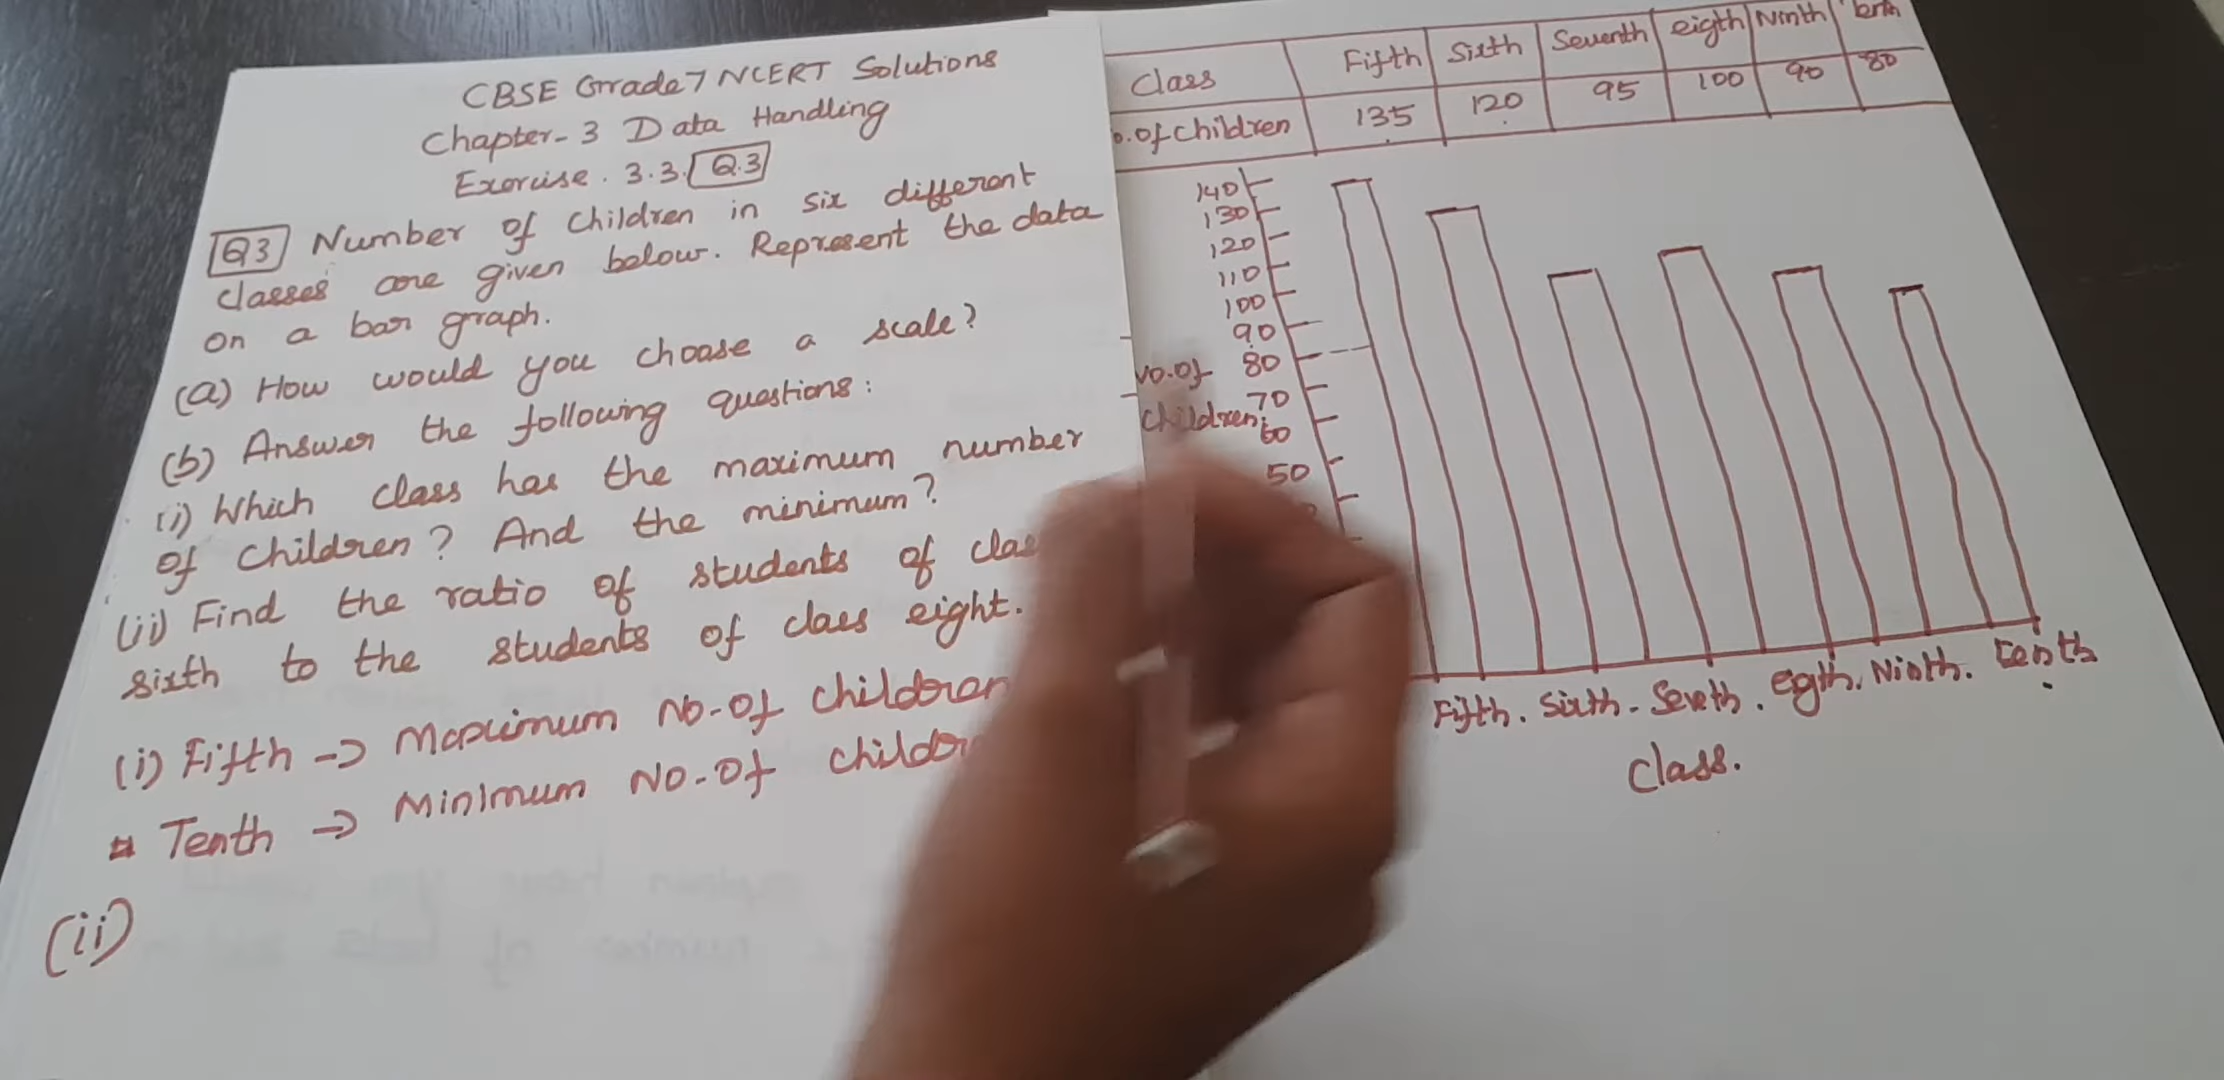 CBSE Grade 7 NCERT Solutions
Chapter-3 Data Handling
Exercise. 3.3. Q.3
Q3 Number of children in six different
classes are given below. Represent the data
on a bar graph.
(a) How would you choose a scale?
(b) Answer the following questions:
(i) Which class has the maximum number
of children? And the minimum?
(ii) Find the ratio of students of
sixth to the students of class eight.
(i) Fifth -> Maximum No-of children
Tenth -> Minimum No-of
(ii)
Class Fifth Sixth Seventh eigth Ninth
of children 135 120 95 100 90 80
140
130
120
110
100
90
80
70
60
50
No.of
children
Fifth. Sixth- . egth. Ninth. tenth
Class.